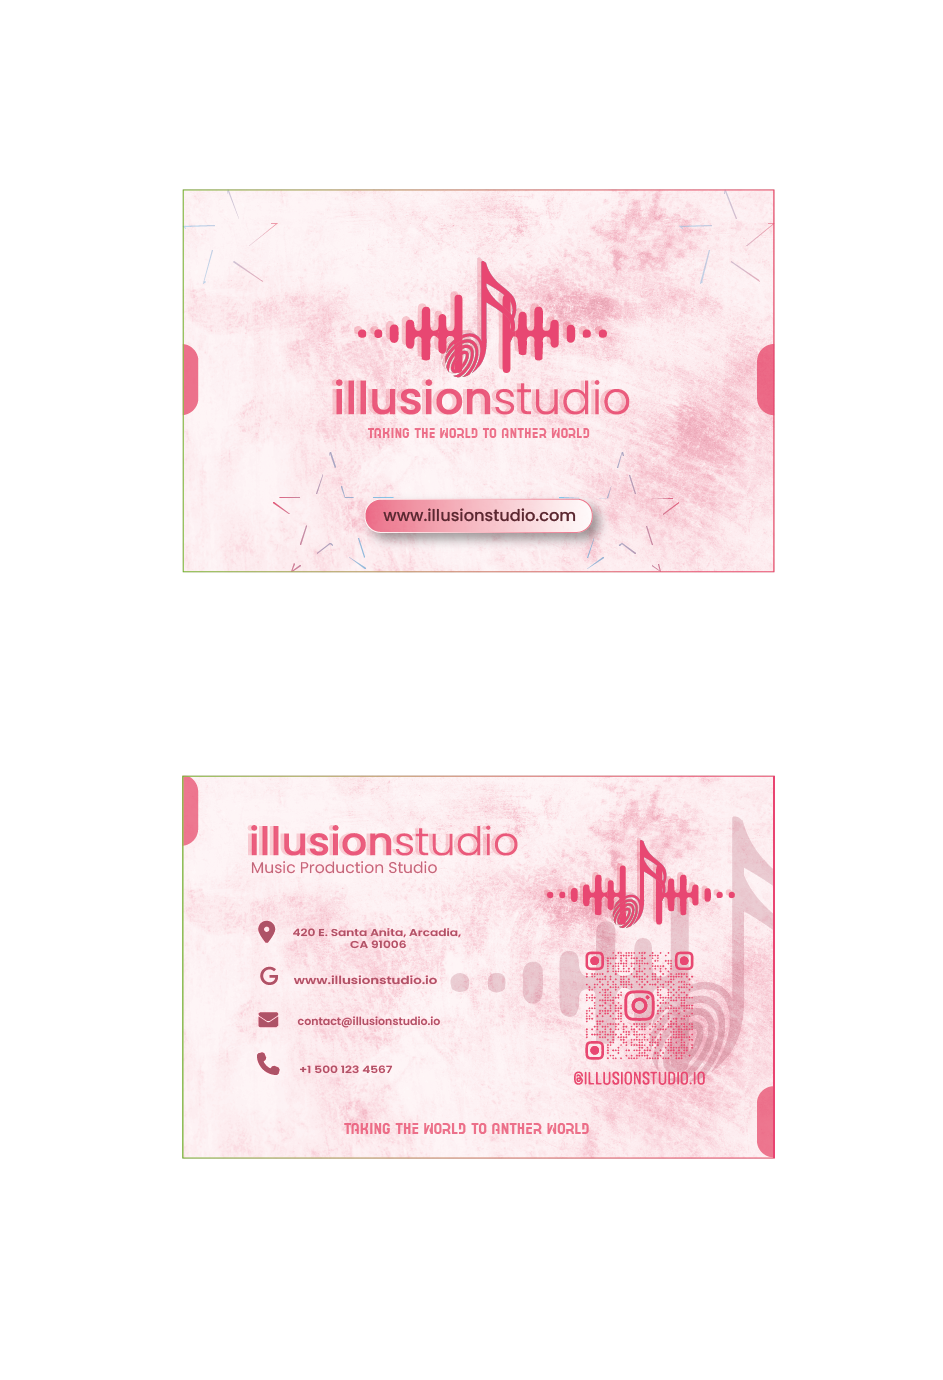 illusionstudio
TAKING THE WORLD TO ANTHER WORLD
www.illusionstudio.com
illusionstudio
Music Production Studio
420 E. Santa Anita, Arcadia,
CA 91006
www.illusionstudio.io
contact@illusionstudio.io
+1 500 123 4567
@ILLUSIONSTUDIO.IO
TAKING THE WORLD TO ANTHER WORLD